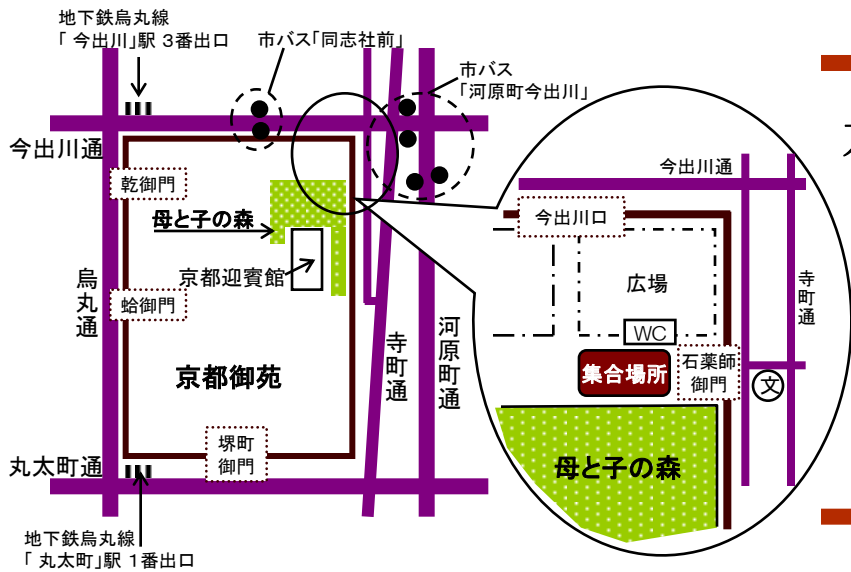 地下鉄烏丸線
「 今出川」駅 3番出口
市バス「同志社前」
市バス
「河原町今出川」
今出川通
乾御門
母と子の森
京都迎賓館
烏丸通
蛤御門
京都御苑
寺町通
河原町通
堺町
御門
丸太町通
地下鉄烏丸線
「 丸太町」駅 1番出口
今出川通
今出川口
広場
寺町通
WC
集合場所
石薬師
御門
文
母と子の森